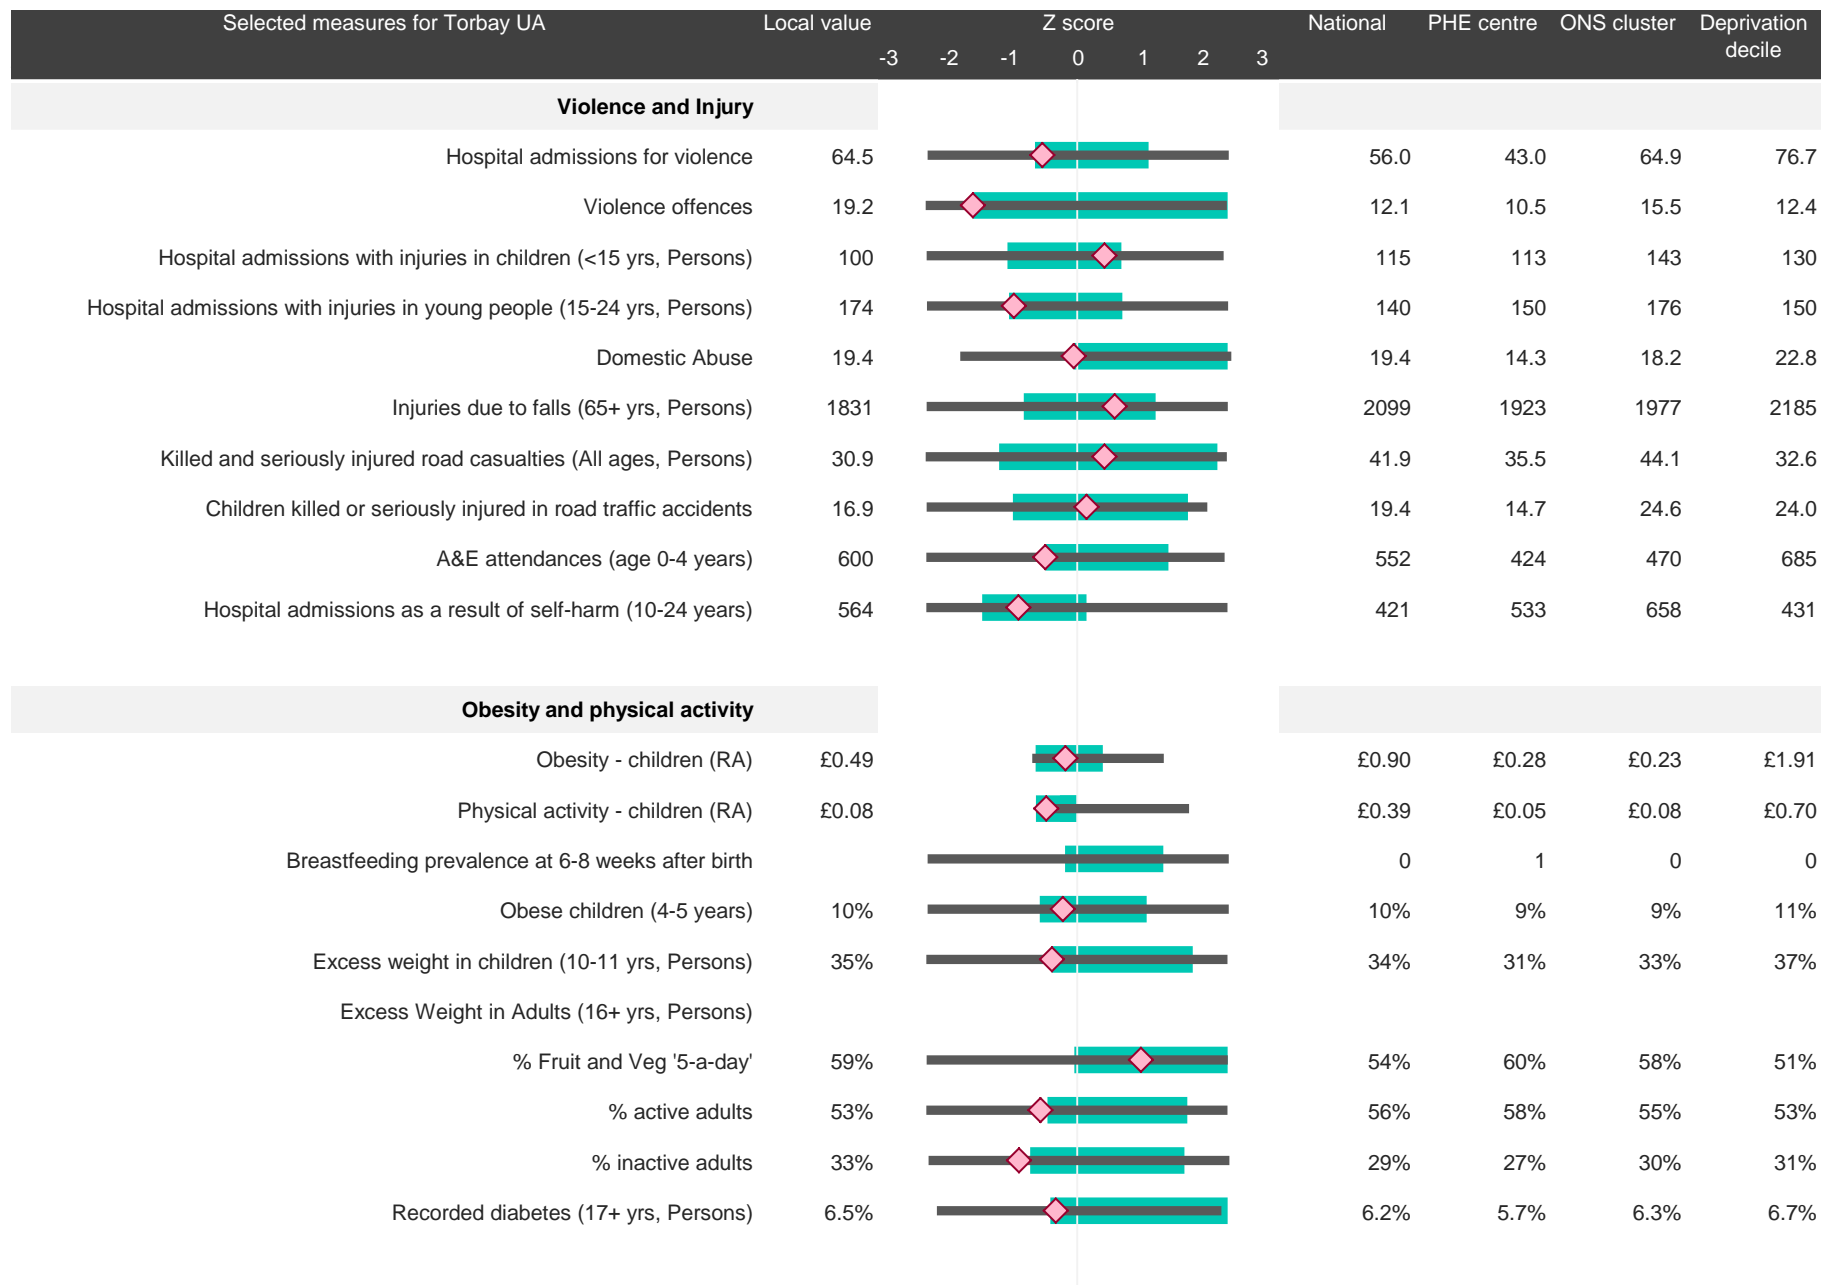 Selected measures for Torbay UA Local value Z score National PHE centre ONS cluster Deprivation decile
-3 -2 -1 0 1 2 3
Violence and Injury
Hospital admissions for violence 64.5 56.0 43.0 64.9 76.7
Violence offences 19.2 12.1 10.5 15.5 12.4
Hospital admissions with injuries in children (<15 yrs, Persons) 100 115 113 143 130
Hospital admissions with injuries in young people (15-24 yrs, Persons) 174 140 150 176 150
Domestic Abuse 19.4 19.4 14.3 18.2 22.8
Injuries due to falls (65+ yrs, Persons) 1831 2099 1923 1977 2185
Killed and seriously injured road casualties (All ages, Persons) 30.9 41.9 35.5 44.1 32.6
Children killed or seriously injured in road traffic accidents 16.9 19.4 14.7 24.6 24.0
A&E attendances (age 0-4 years) 600 552 424 470 685
Hospital admissions as a result of self-harm (10-24 years) 564 421 533 658 431
Obesity and physical activity
Obesity - children (RA) £0.49 £0.90 £0.28 £0.23 £1.91
Physical activity - children (RA) £0.08 £0.39 £0.05 £0.08 £0.70
Breastfeeding prevalence at 6-8 weeks after birth 0 1 0 0
Obese children (4-5 years) 10% 10% 9% 9% 11%
Excess weight in children (10-11 yrs, Persons) 35% 34% 31% 33% 37%
Excess Weight in Adults (16+ yrs, Persons)
% Fruit and Veg '5-a-day' 59% 54% 60% 58% 51%
% active adults 53% 56% 58% 55% 53%
% inactive adults 33% 29% 27% 30% 31%
Recorded diabetes (17+ yrs, Persons) 6.5% 6.2% 5.7% 6.3% 6.7%